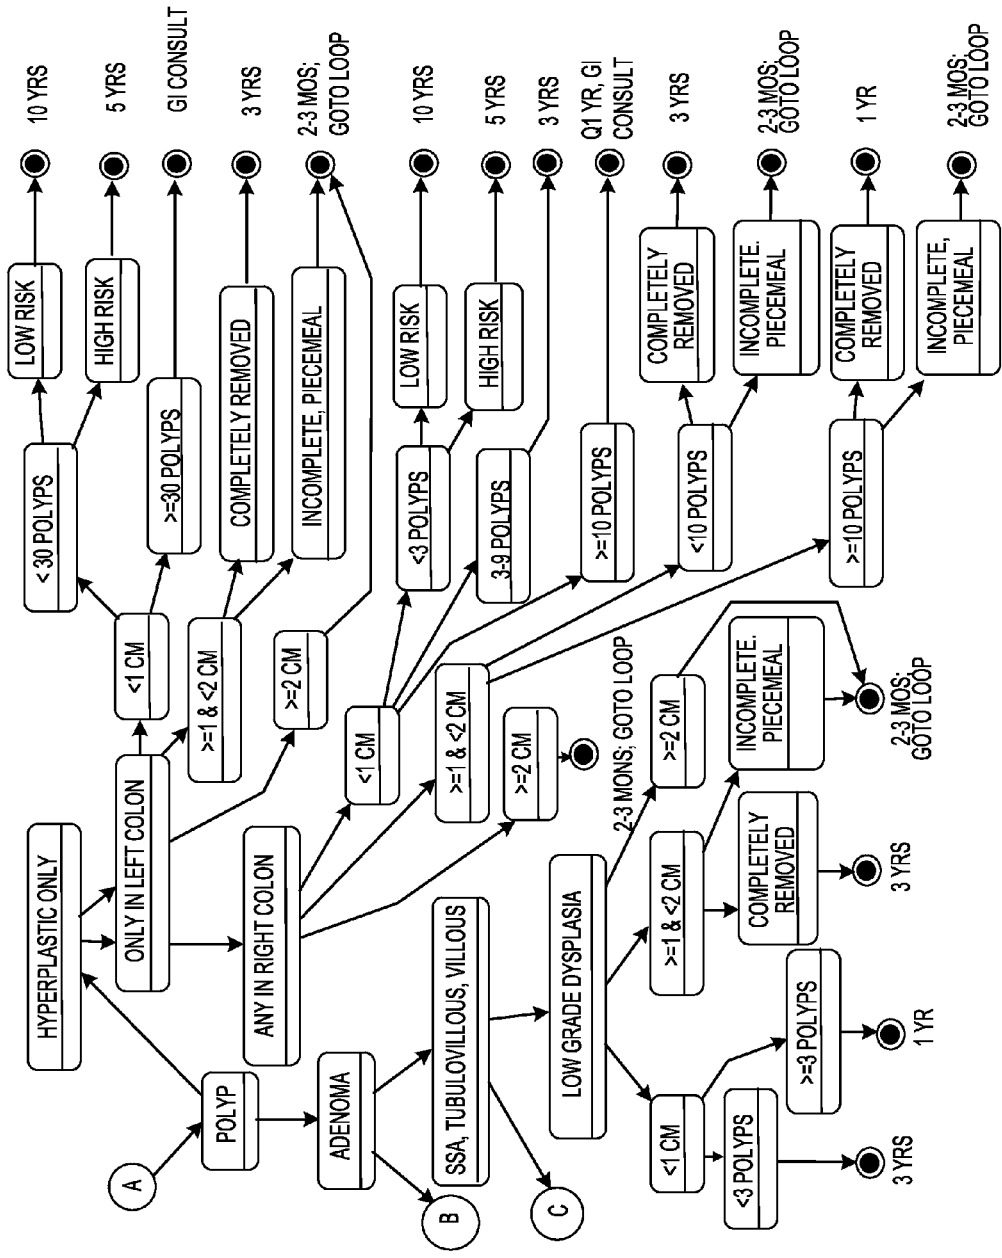 A
POLYP
HYPERPLASTIC ONLY
ONLY IN LEFT COLON
<1 CM
< 30 POLYPS
LOW RISK
10 YRS
HIGH RISK
5 YRS
>=30 POLYPS
GI CONSULT
>=1 & <2 CM
COMPLETELY REMOVED
3 YRS
INCOMPLETE, PIECEMEAL
2-3 MOS;
GOTO LOOP
>=2 CM
ANY IN RIGHT COLON
<1 CM
<3 POLYPS
LOW RISK
10 YRS
HIGH RISK
5 YRS
3-9 POLYPS
3 YRS
>=10 POLYPS
Q1 YR, GI
CONSULT
>=1 & <2 CM
<10 POLYPS
COMPLETELY
REMOVED
3 YRS
INCOMPLETE.
PIECEMEAL
2-3 MOS;
GOTO LOOP
>=10 POLYPS
COMPLETELY
REMOVED
1 YR
INCOMPLETE,
PIECEMEAL
2-3 MOS;
GOTO LOOP
>=2 CM
2-3 MONS; GOTO LOOP
ADENOMA
B
SSA, TUBULOVILLOUS, VILLOUS
C
LOW GRADE DYSPLASIA
<1 CM
<3 POLYPS
3 YRS
>=3 POLYPS
1 YR
>=1 & <2 CM
COMPLETELY
REMOVED
3 YRS
INCOMPLETE.
PIECEMEAL
2-3 MOS;
GOTO LOOP
>=2 CM